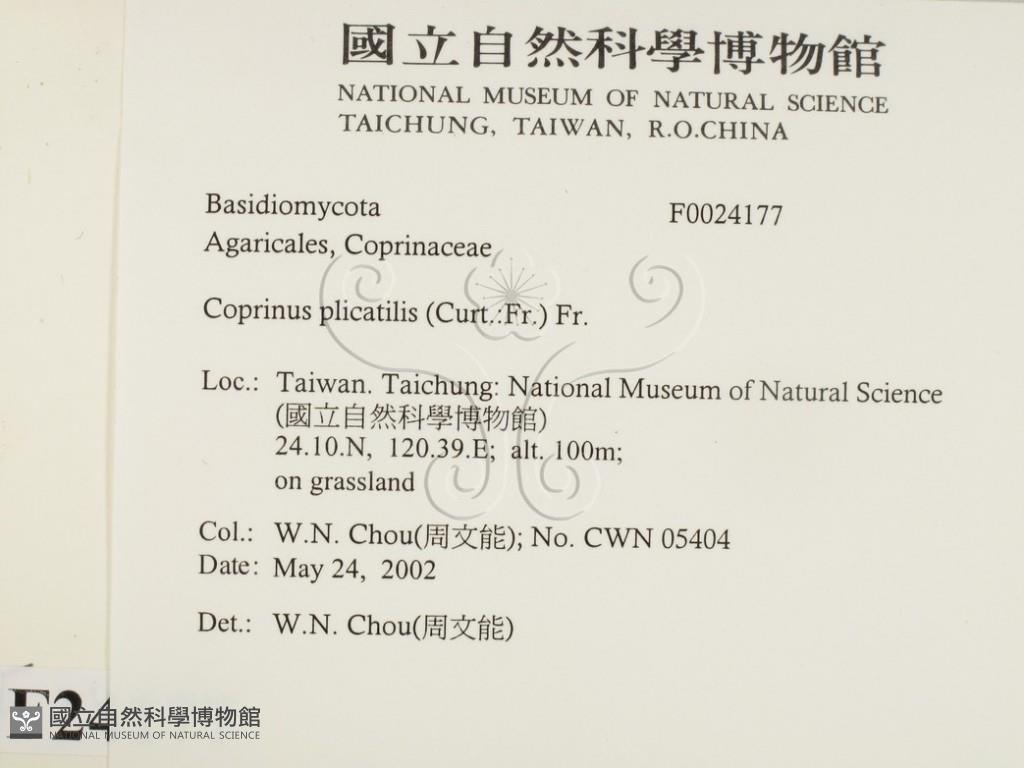 國立自然科學博物館
NATIONAL MUSEUM OF NATURAL SCIENCE
TAICHUNG, TAIWAN, R.O.CHINA
Basidiomycota F0024177
Agaricales, Coprinaceae
Coprinus plicatilis (Curt.:Fr.) Fr.
Loc.: Taiwan. Taichung: National Museum of Natural Science
(國立自然科學博物館)
24.10.N, 120.39.E; alt. 100m;
on grassland
Col.: W.N. Chou(周文能); No. CWN 05404
Date: May 24, 2002
Det.: W.N. Chou(周文能)
F24
國立自然科學博物館
NATIONAL MUSEUM OF NATURAL SCIENCE